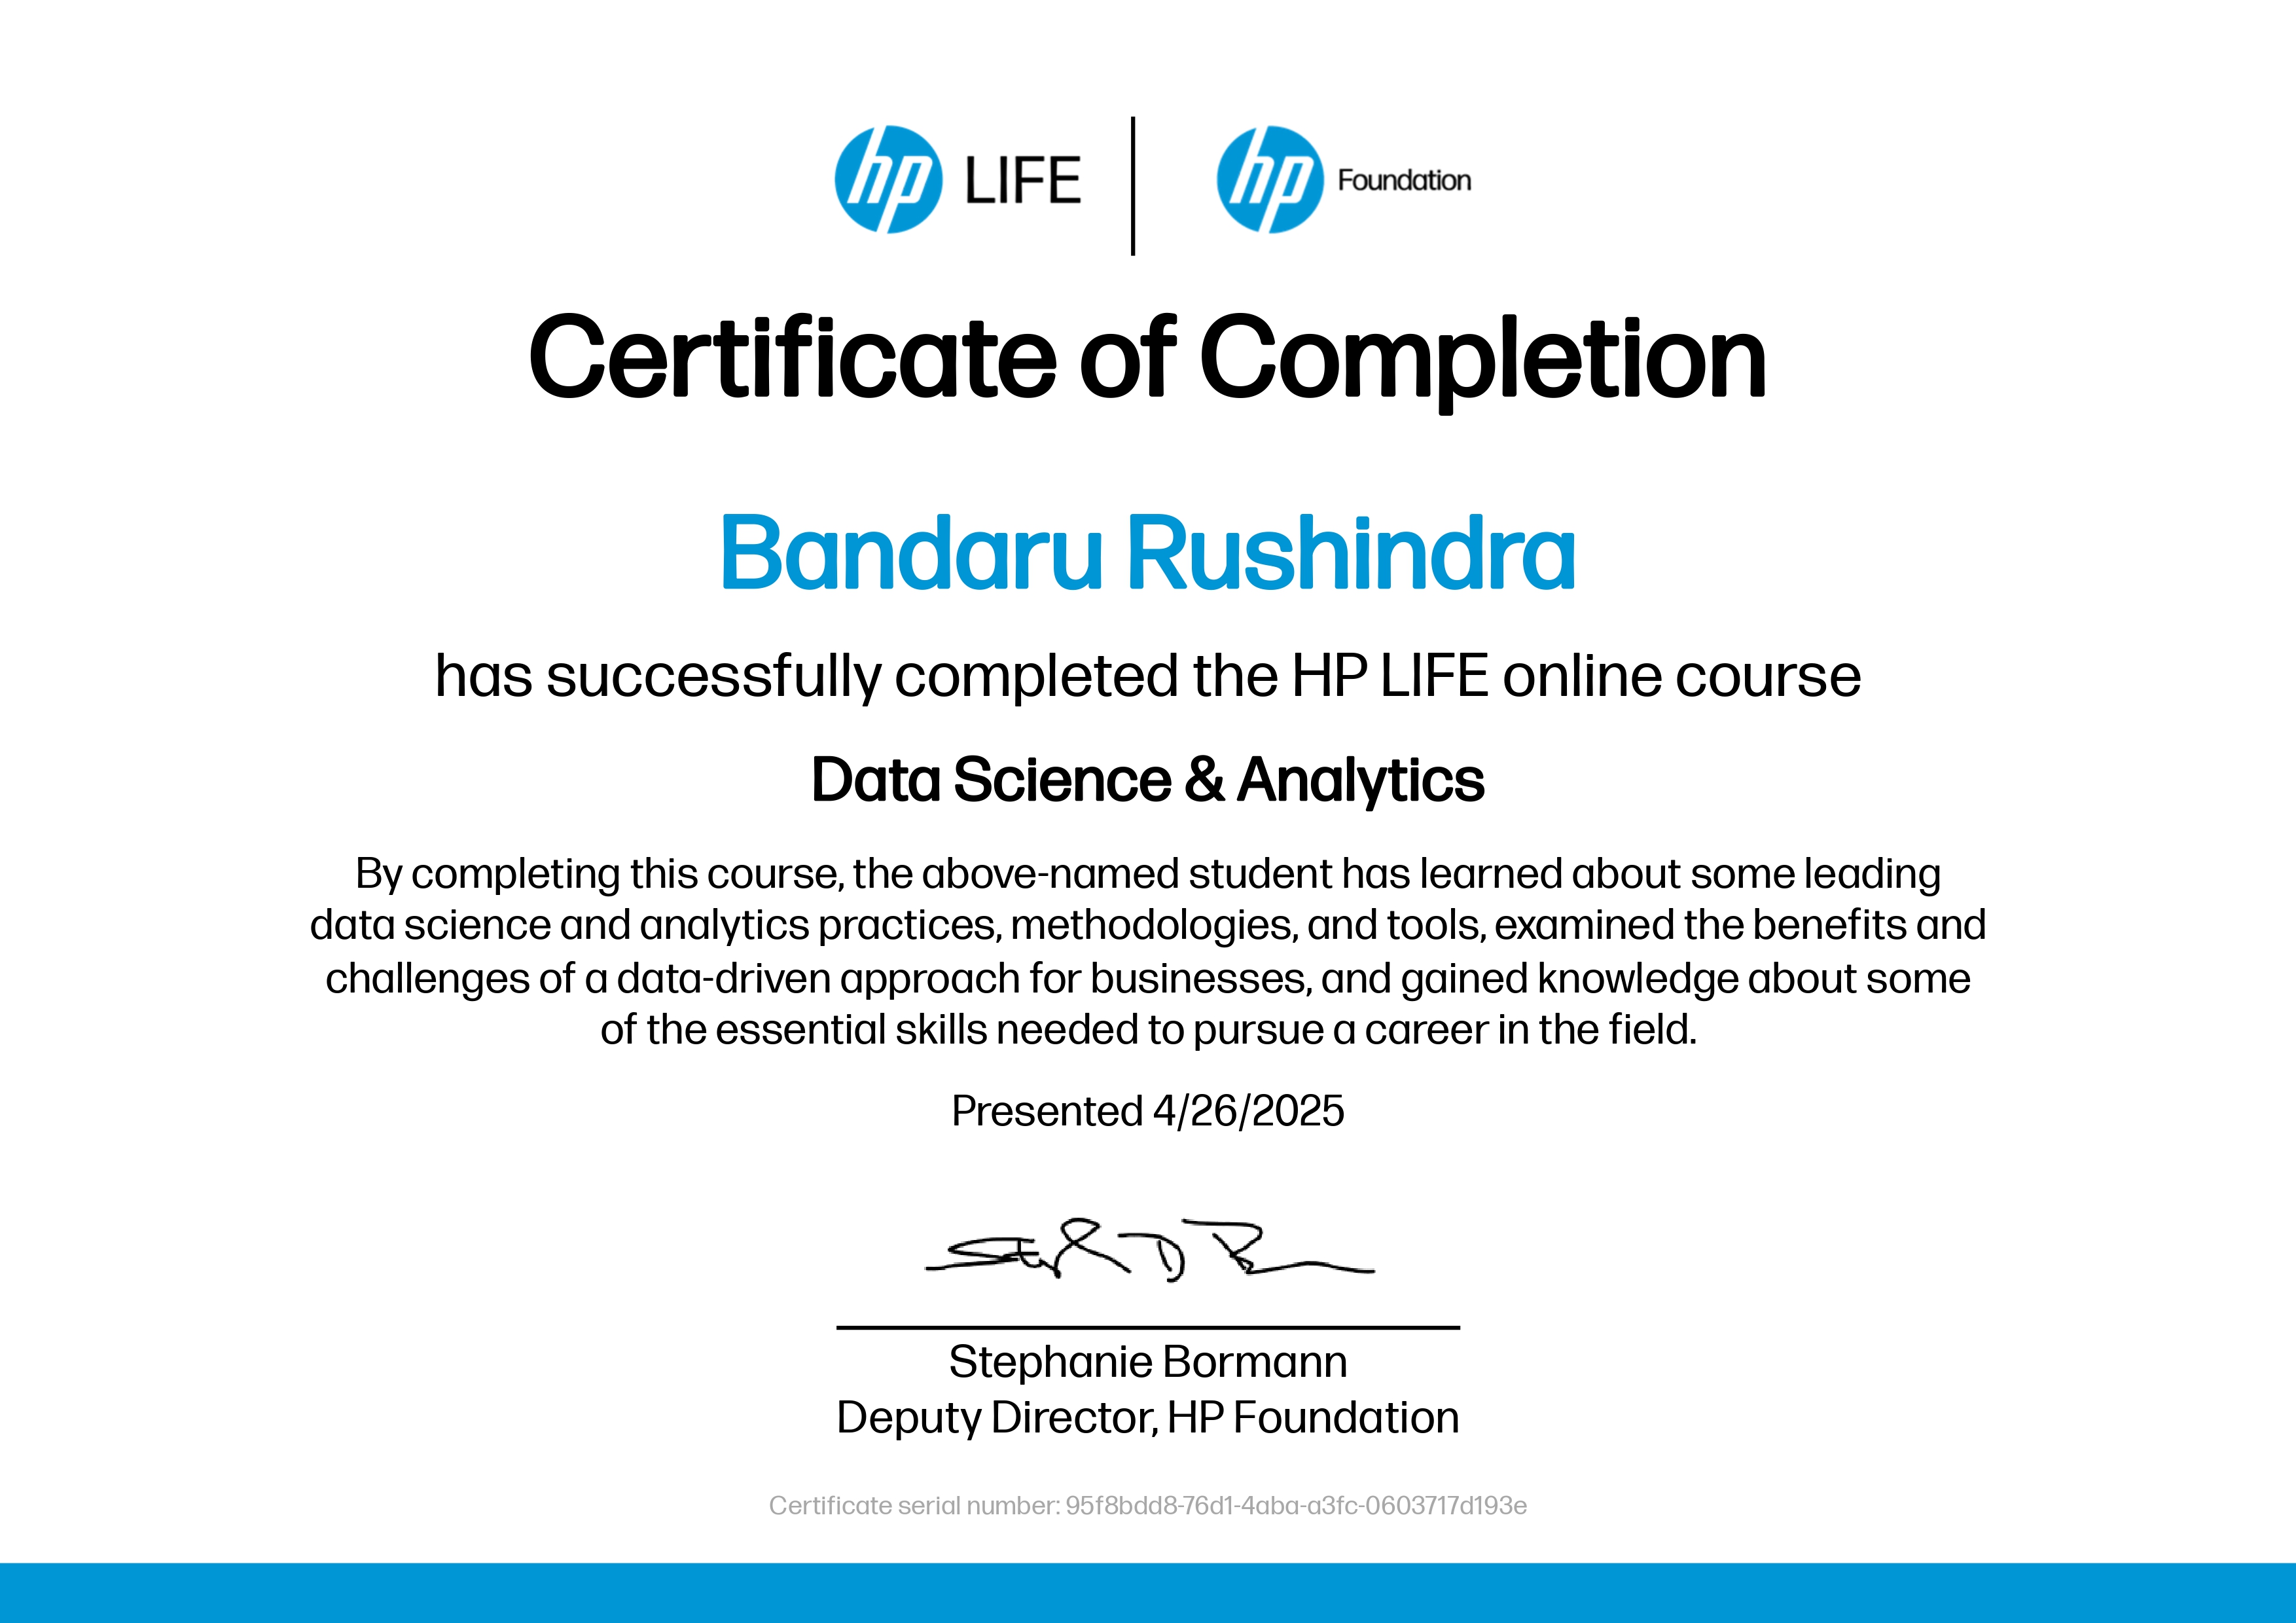 hp LIFE hp Foundation
Certificate of Completion
Bandaru Rushindra
has successfully completed the HP LIFE online course
Data Science & Analytics
By completing this course, the above-named student has learned about some leading
data science and analytics practices, methodologies, and tools, examined the benefits and
challenges of a data-driven approach for businesses, and gained knowledge about some
of the essential skills needed to pursue a career in the field.
Presented 4/26/2025
Stephanie Bormann
Deputy Director, HP Foundation
Certificate serial number: 95f8bdd8-76d1-4aba-a3fc-0603717d193e